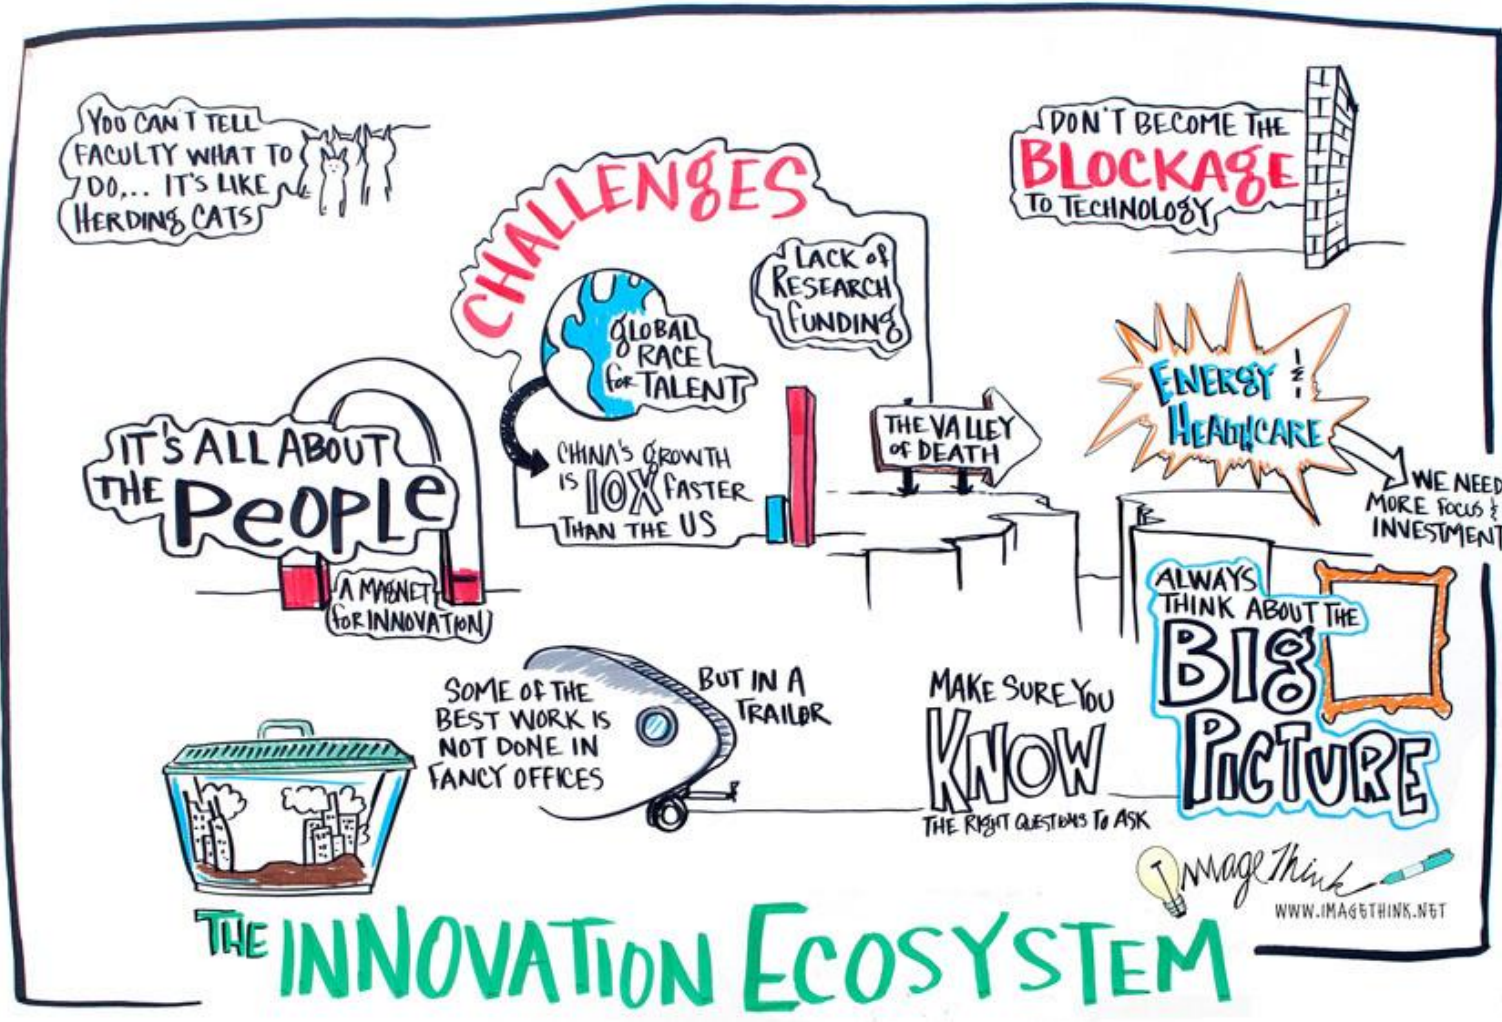 YOU CAN'T TELL
FACULTY WHAT TO
DO... IT'S LIKE
HERDING CATS
CHALLENGES
GLOBAL
RACE
FOR TALENT
LACK OF
RESEARCH
FUNDING
CHINA'S GROWTH
IS 10X FASTER
THAN THE US
THE VALLEY
OF DEATH
DON'T BECOME THE
BLOCKAGE
TO TECHNOLOGY
ENERGY &
HEALTHCARE
WE NEED
MORE FOCUS &
INVESTMENT
IT'S ALL ABOUT
THE PEOPLE
A MAGNET
FOR INNOVATION
SOME OF THE
BEST WORK IS
NOT DONE IN
FANCY OFFICES
BUT IN A
TRAILOR
MAKE SURE YOU
KNOW
THE RIGHT QUESTIONS TO ASK
ALWAYS
THINK ABOUT THE
BIG
PICTURE
ImageThink
WWW.IMAGETHINK.NET
THE INNOVATION ECOSYSTEM